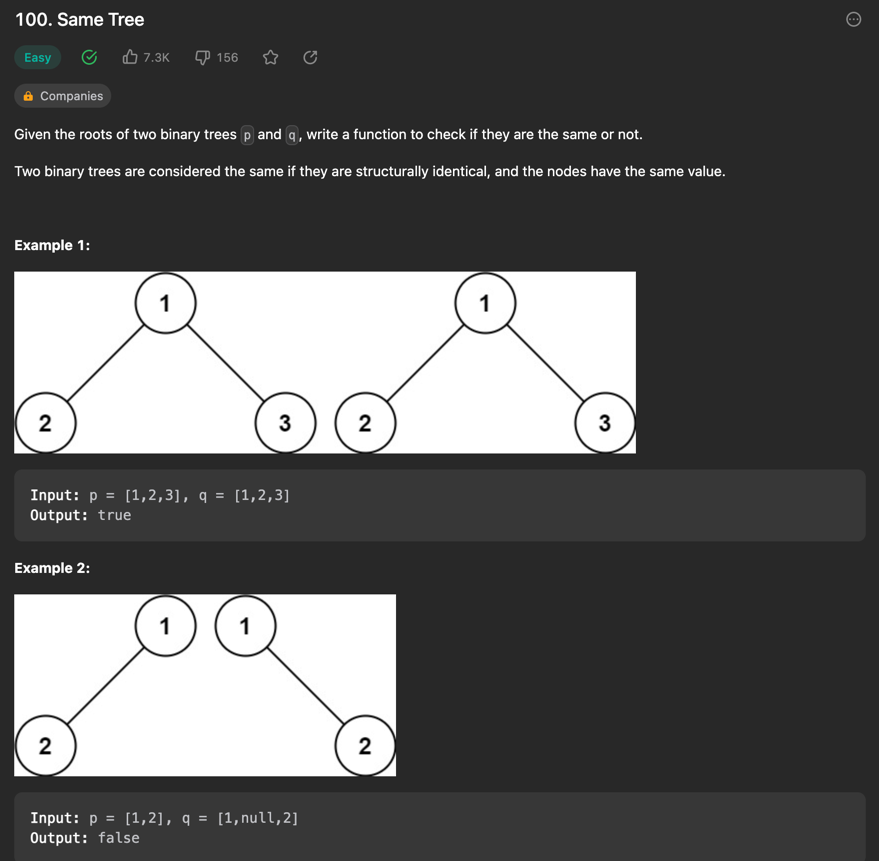 100. Same Tree
Easy 7.3K 156
Companies
Given the roots of two binary trees p and q, write a function to check if they are the same or not.
Two binary trees are considered the same if they are structurally identical, and the nodes have the same value.
Example 1:
1 1
2 3 2 3
Input: p = [1,2,3], q = [1,2,3]
Output: true
Example 2:
1 1
2 2
Input: p = [1,2], q = [1,null,2]
Output: false